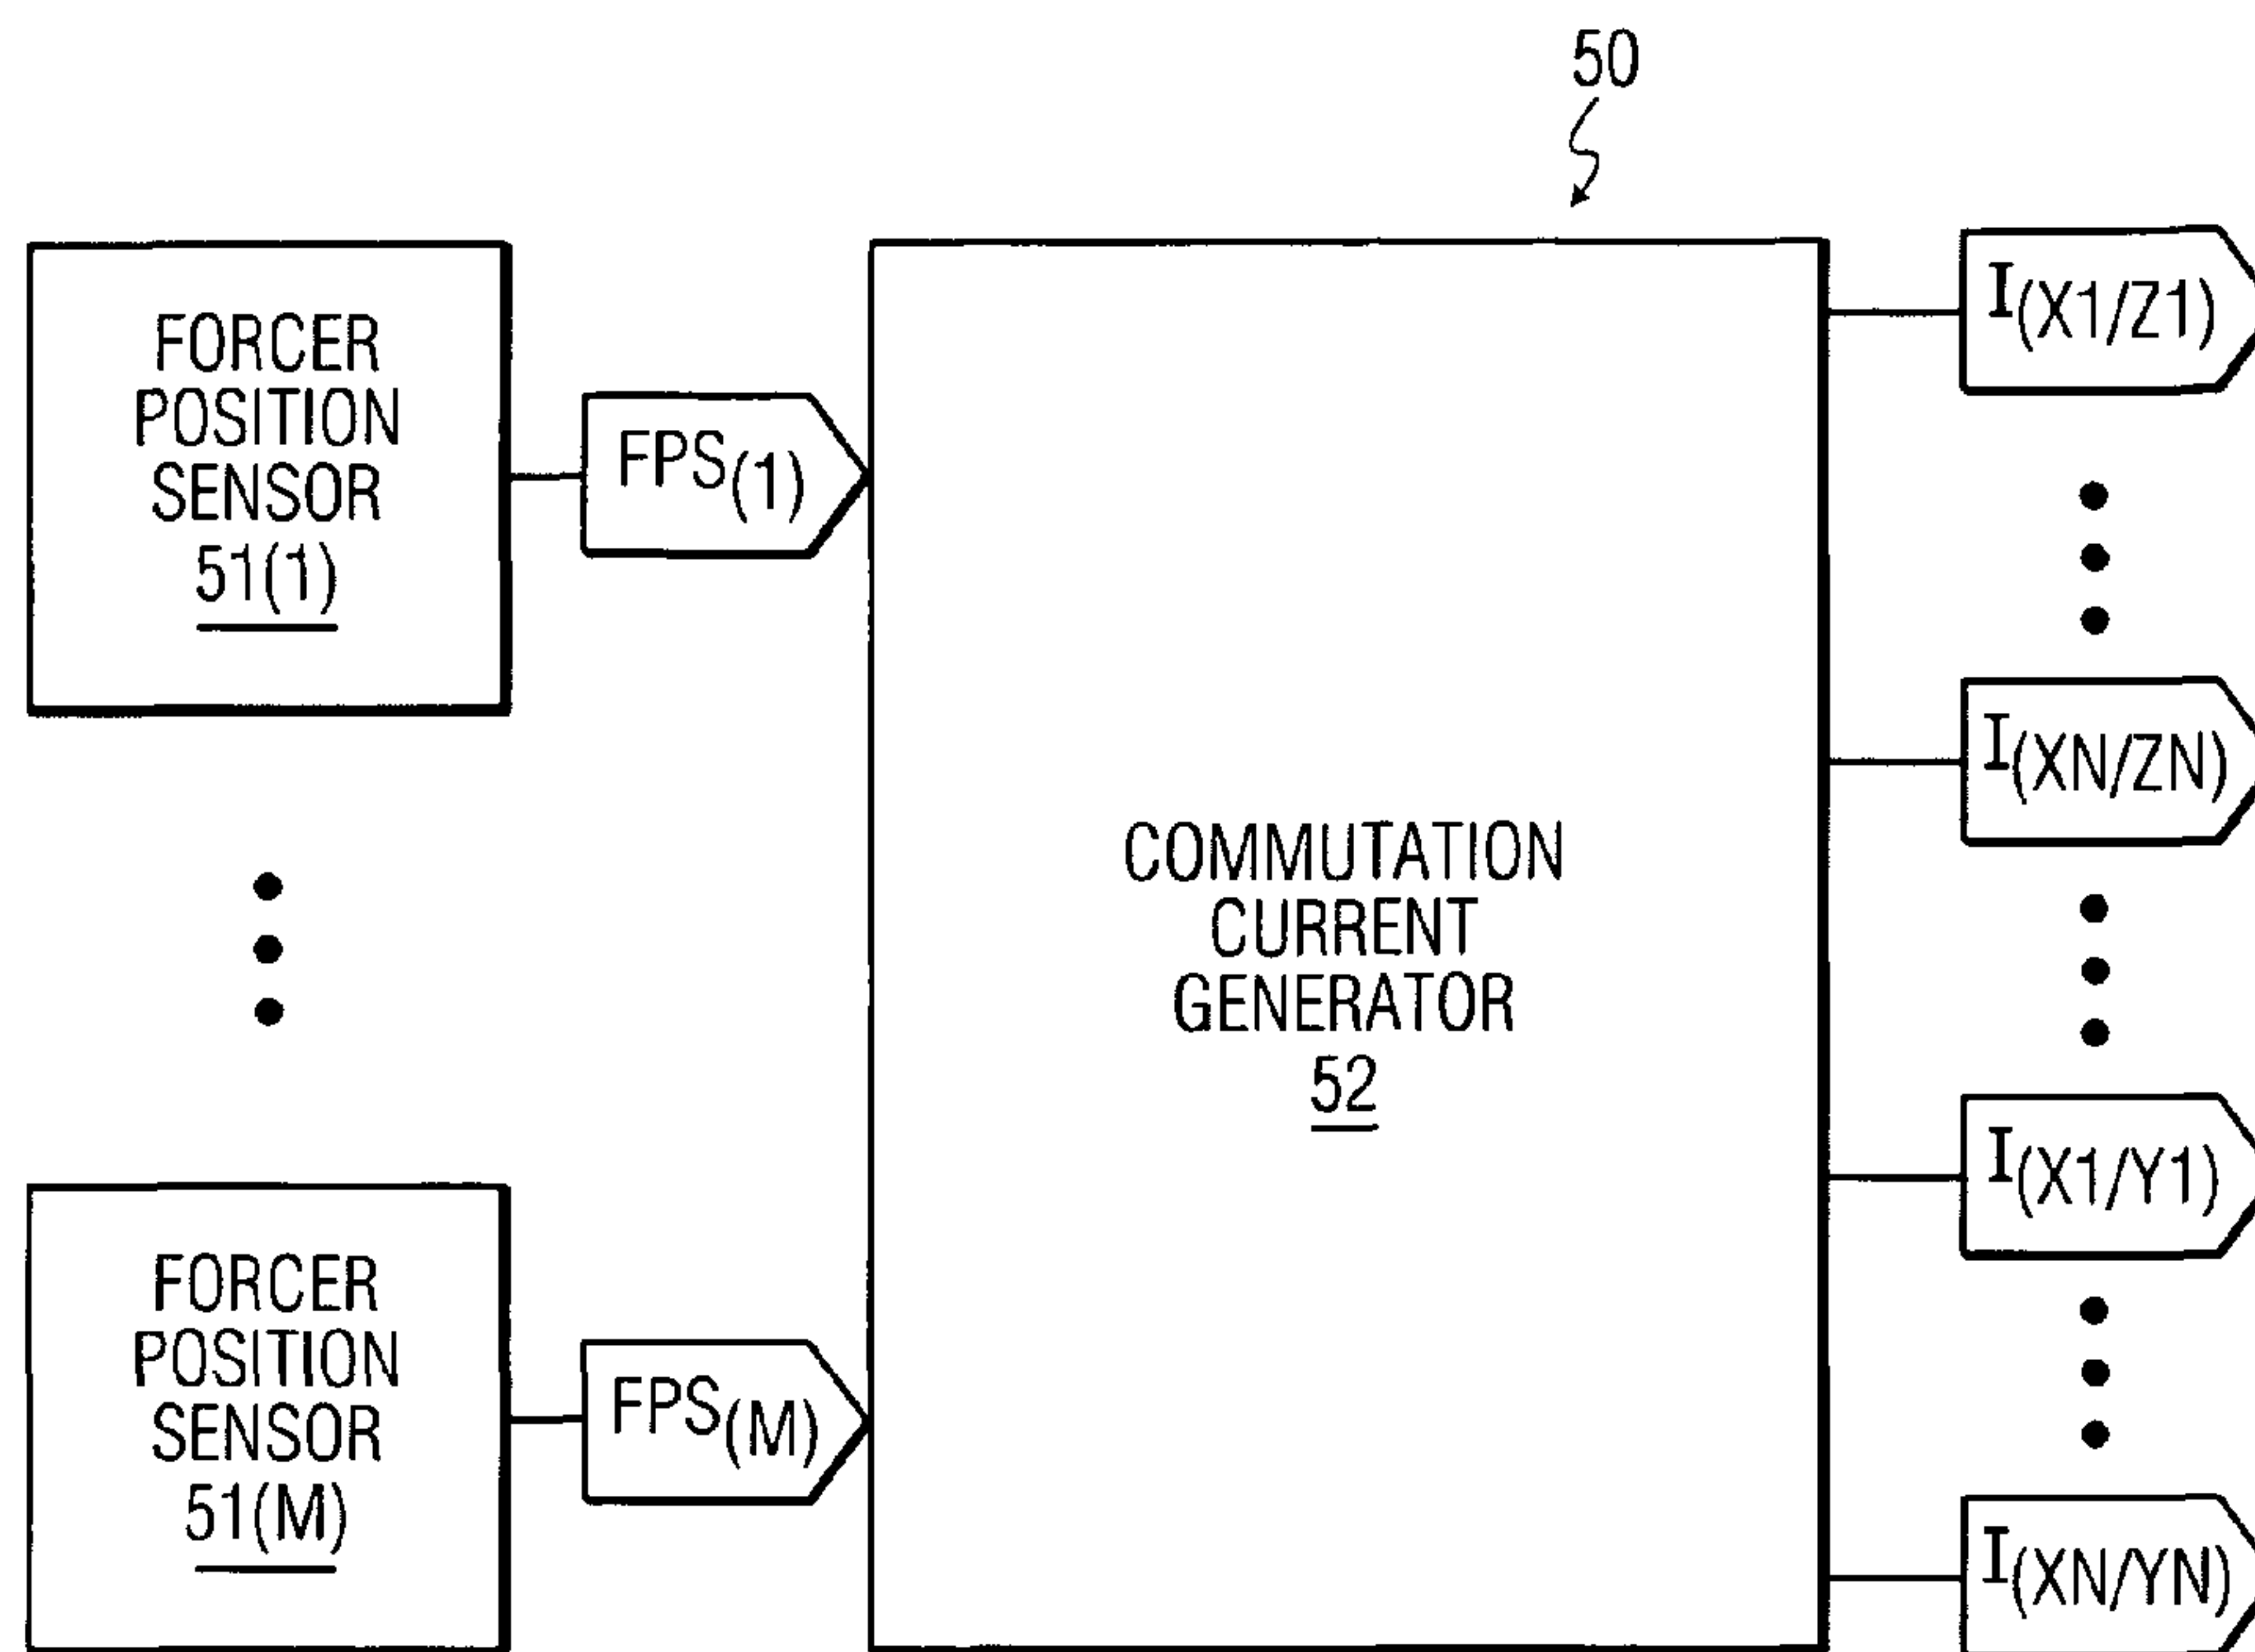 50
FORCER
POSITION
SENSOR
51(1)
FPS(1)
COMMUTATION
CURRENT
GENERATOR
52
I(X1/Z1)
I(XN/ZN)
I(X1/Y1)
I(XN/YN)
FORCER
POSITION
SENSOR
51(M)
FPS(M)